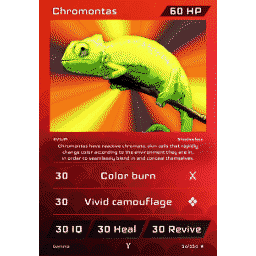 Chromontas 60 HP
Chromontas have reactive chromatic skin cells that rapidly
change color according to the environment they are in,
in order to seamlessly blend in and conceal themselves.
30 Color burn X
30 Vivid camouflage ❖
30 IQ 30 Heal 30 Revive